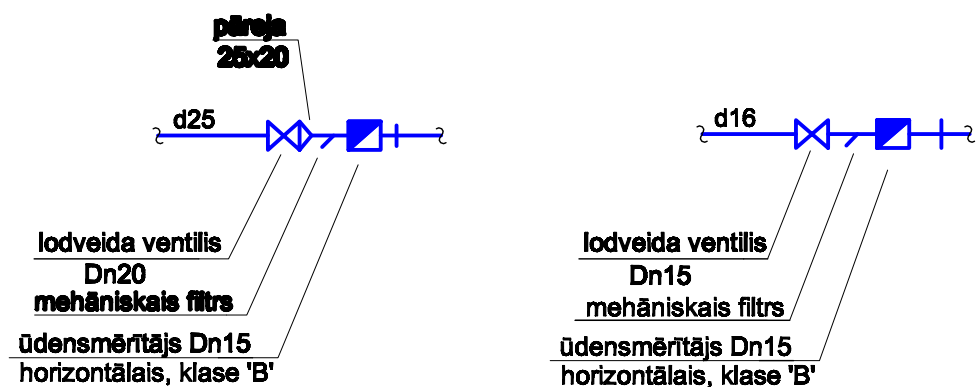 pāreja
25x20
d25
lodveida ventilis
Dn20
mehāniskais filtrs
ūdensmērītājs Dn15
horizontālais, klase 'B'
d16
lodveida ventilis
Dn15
mehāniskais filtrs
ūdensmērītājs Dn15
horizontālais, klase 'B'